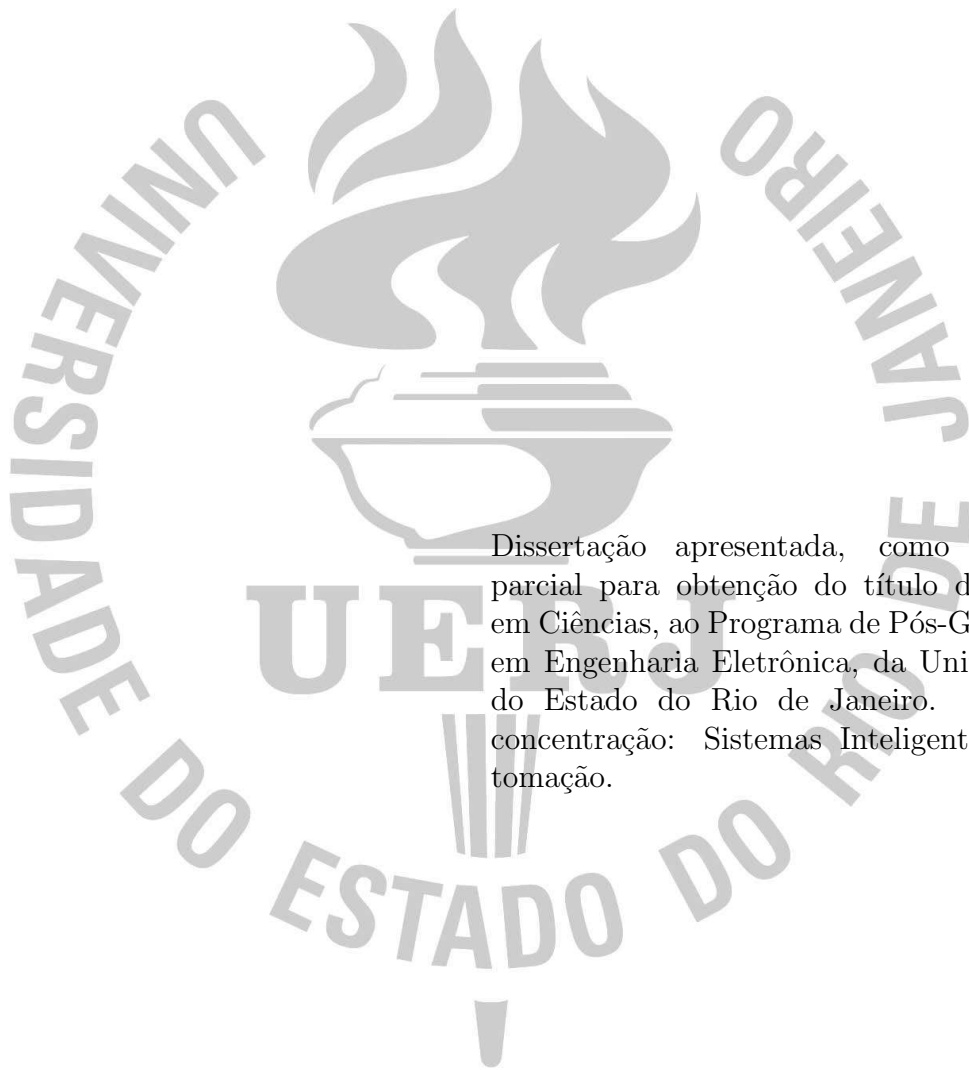 UNIVERSIDADE DO ESTADO DO RIO DE JANEIRO
UERJ
Dissertação apresentada, como
parcial para obtenção do título d
em Ciências, ao Programa de Pós-G
em Engenharia Eletrônica, da Uni
do Estado do Rio de Janeiro.
concentração: Sistemas Inteligent
tomação.